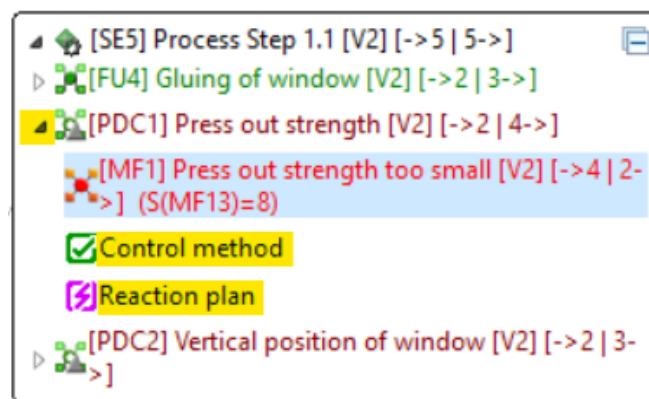 [SE5] Process Step 1.1 [V2] [->5 | 5->]
[FU4] Gluing of window [V2] [->2 | 3->]
[PDC1] Press out strength [V2] [->2 | 4->]
[MF1] Press out strength too small [V2] [->4 | 2-
>] (S(MF13)=8)
Control method
Reaction plan
[PDC2] Vertical position of window [V2] [->2 | 3-
>]